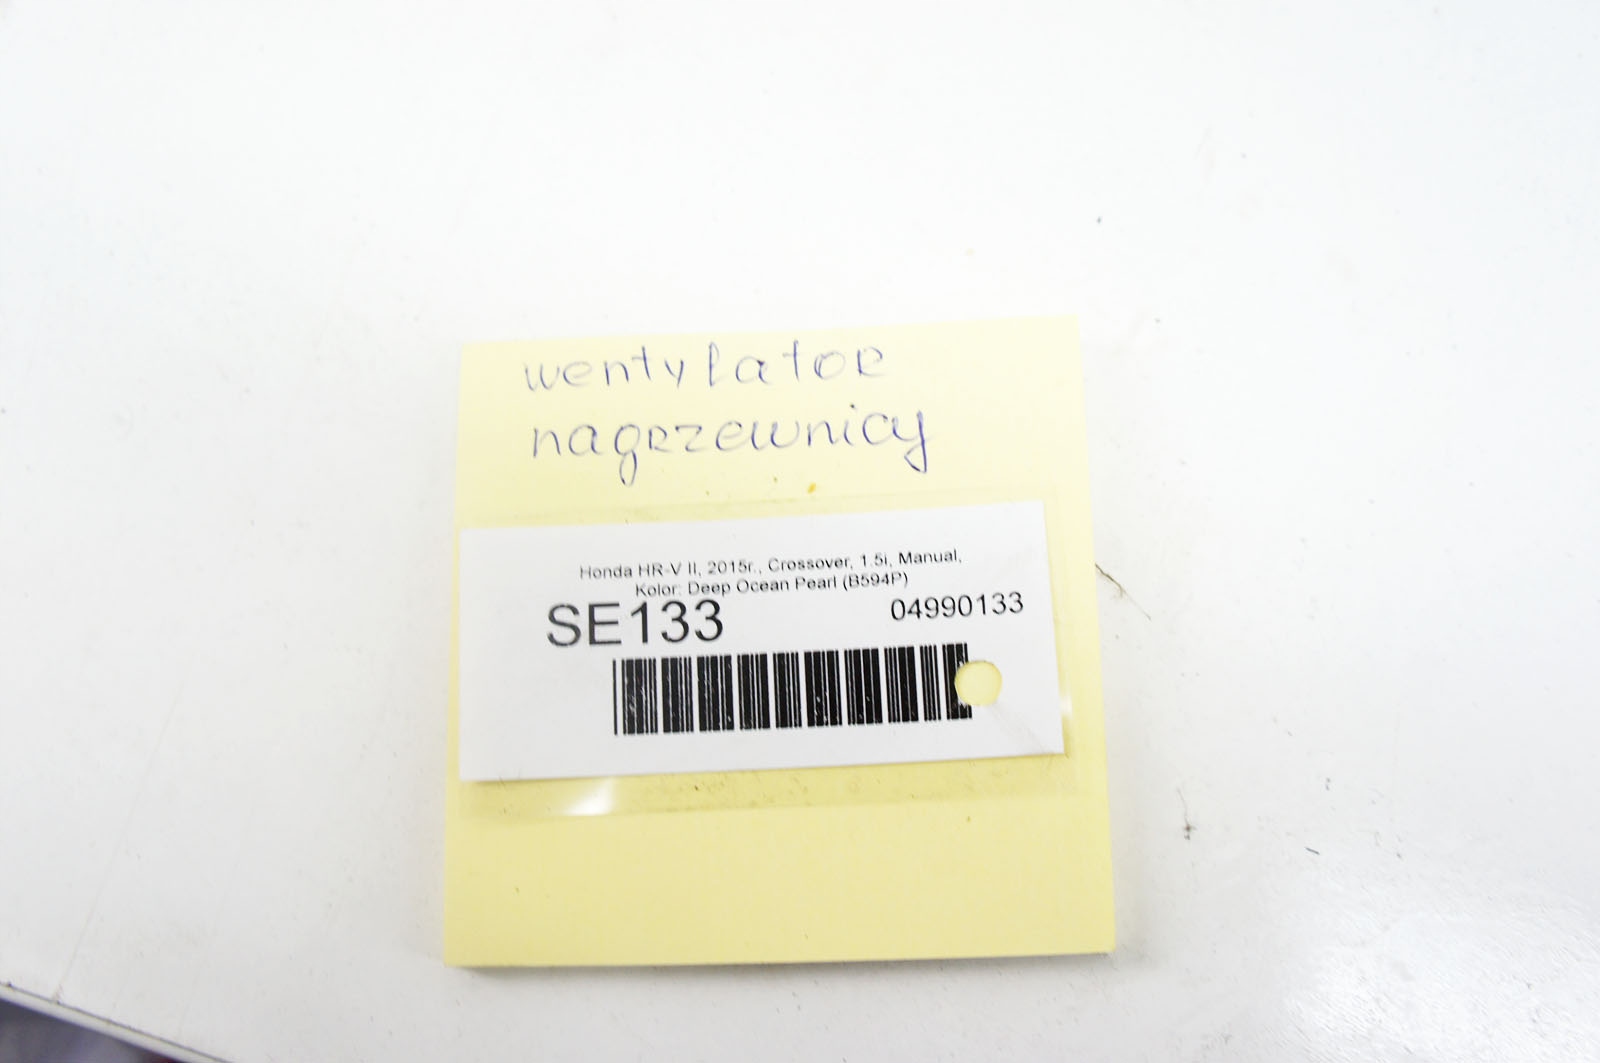 wentylator
nagrzewnicy
Honda HR-V II, 2015r., Crossover, 1.5i, Manual,
Kolor: Deep Ocean Pearl (B594P)
SE133 04990133